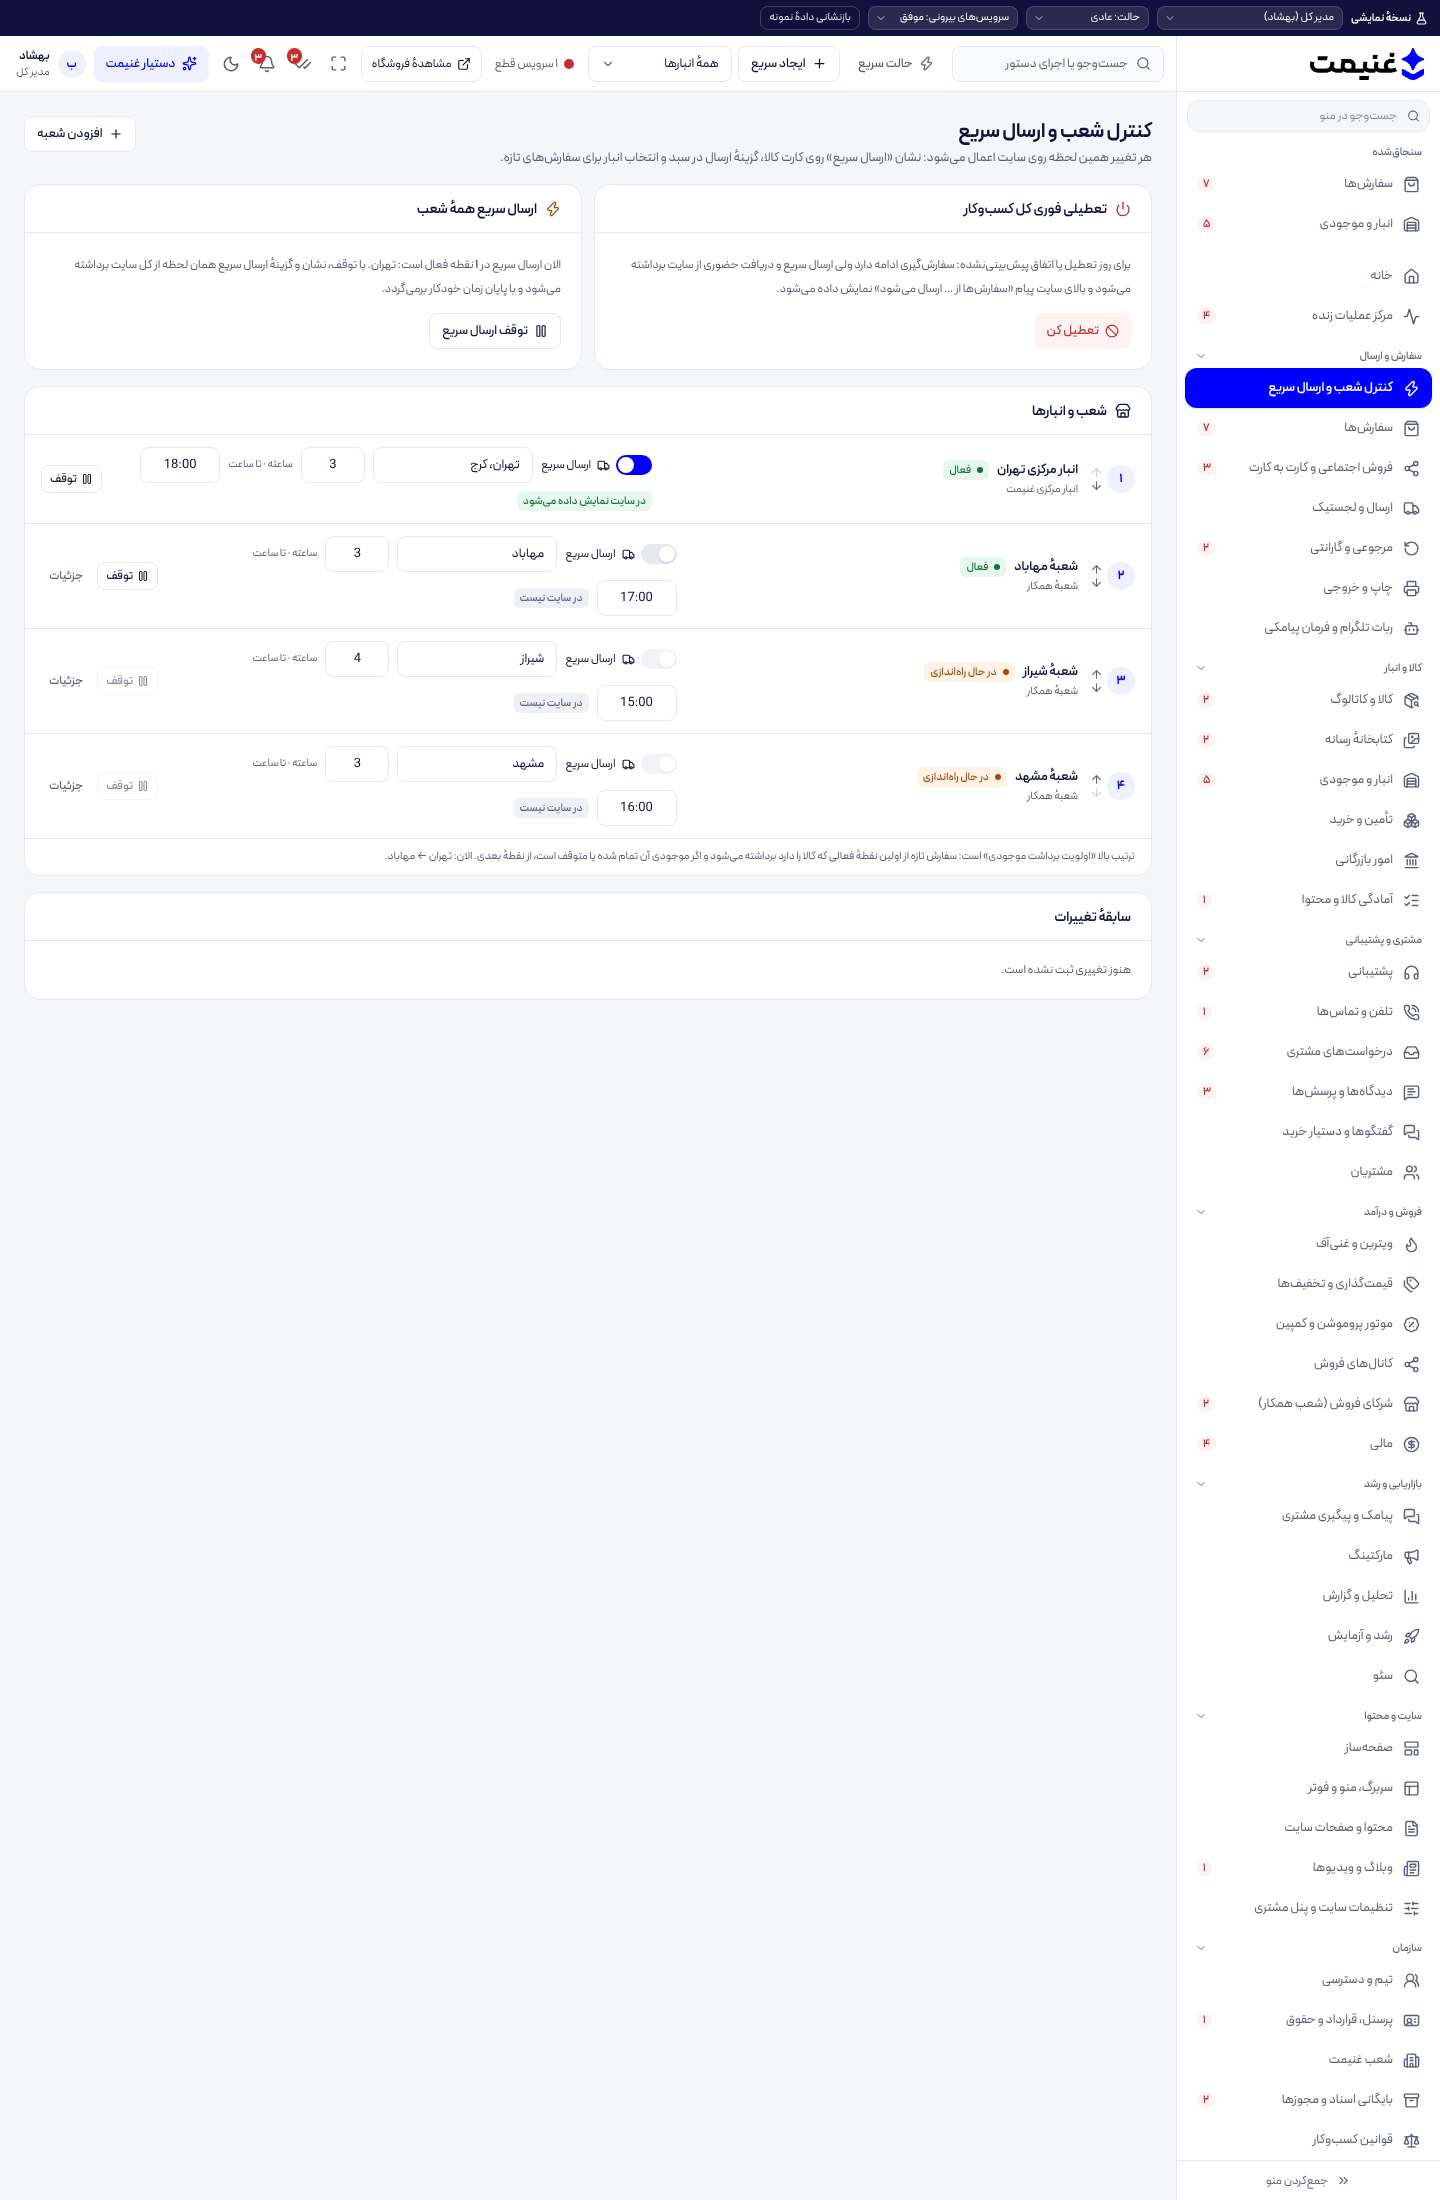 نسخهٔ نمایشی
مدیر کل (بهشاد)
حالت: عادی
سرویس‌های بیرونی: موفق
بازنشانی دادهٔ نمونه
غنیمت
جست‌وجو یا اجرای دستور
حالت سریع
ایجاد سریع
همهٔ انبارها
۱ سرویس قطع
مشاهدهٔ فروشگاه
۳
۳
دستیار غنیمت
ب
بهشاد
مدیر کل
جست‌وجو در منو
سنجاق‌شده
سفارش‌ها ۷
انبار و موجودی ۵
خانه
مرکز عملیات زنده ۴
سفارش و ارسال
کنترل شعب و ارسال سریع
سفارش‌ها ۷
فروش اجتماعی و کارت به کارت ۳
ارسال و لجستیک
مرجوعی و گارانتی ۲
چاپ و خروجی
ربات تلگرام و فرمان پیامکی
کالا و انبار
کالا و کاتالوگ ۲
کتابخانهٔ رسانه ۲
انبار و موجودی ۵
تأمین و خرید
امور بازرگانی
آمادگی کالا و محتوا ۱
مشتری و پشتیبانی
پشتیبانی ۲
تلفن و تماس‌ها ۱
درخواست‌های مشتری ۶
دیدگاه‌ها و پرسش‌ها ۳
گفتگوها و دستیار خرید
مشتریان
فروش و درآمد
ویترین و غنی‌آف
قیمت‌گذاری و تخفیف‌ها
موتور پروموشن و کمپین
کانال‌های فروش
شرکای فروش (شعب همکار) ۲
مالی ۴
بازاریابی و رشد
پیامک و پیگیری مشتری
مارکتینگ
تحلیل و گزارش
رشد و آزمایش
سئو
سایت و محتوا
صفحه‌ساز
سربرگ، منو و فوتر
محتوا و صفحات سایت
وبلاگ و ویدیوها ۱
تنظیمات سایت و پنل مشتری
سازمان
تیم و دسترسی
پرسنل، قرارداد و حقوق ۱
شعب غنیمت
بایگانی اسناد و مجوزها ۲
قوانین کسب‌وکار
جمع‌کردن منو
کنترل شعب و ارسال سریع
هر تغییر همین لحظه روی سایت اعمال می‌شود: نشان «ارسال سریع» روی کارت کالا، گزینهٔ ارسال در سبد و انتخاب انبار برای سفارش‌های تازه.
افزودن شعبه
تعطیلی فوری کل کسب‌وکار
برای روز تعطیل یا اتفاق پیش‌بینی‌نشده: سفارش‌گیری ادامه دارد ولی ارسال سریع و دریافت حضوری از سایت برداشته
می‌شود و بالای سایت پیام «سفارش‌ها از … ارسال می‌شود» نمایش داده می‌شود.
تعطیل کن
ارسال سریع همهٔ شعب
الان ارسال سریع در ۱ نقطه فعال است: تهران. با توقف، نشان و گزینهٔ ارسال سریع همان لحظه از کل سایت برداشته
می‌شود و با پایان زمان خودکار برمی‌گردد.
توقف ارسال سریع
شعب و انبارها
۱
انبار مرکزی تهران
فعال
انبار مرکزی غنیمت
ارسال سریع
تهران، کرج
3
ساعته · تا ساعت
18:00
در سایت نمایش داده می‌شود
توقف
۲
شعبهٔ مهاباد
فعال
شعبهٔ همکار
ارسال سریع
مهاباد
3
ساعته · تا ساعت
17:00
در سایت نیست
توقف
جزئیات
۳
شعبهٔ شیراز
در حال راه‌اندازی
شعبهٔ همکار
ارسال سریع
شیراز
4
ساعته · تا ساعت
15:00
در سایت نیست
توقف
جزئیات
۴
شعبهٔ مشهد
در حال راه‌اندازی
شعبهٔ همکار
ارسال سریع
مشهد
3
ساعته · تا ساعت
16:00
در سایت نیست
توقف
جزئیات
ترتیب بالا «اولویت برداشت موجودی» است: سفارش تازه از اولین نقطهٔ فعالی که کالا را دارد برداشته می‌شود و اگر موجودی آن تمام شده یا متوقف است، از نقطهٔ بعدی. الان: تهران ← مهاباد.
سابقهٔ تغییرات
هنوز تغییری ثبت نشده است.